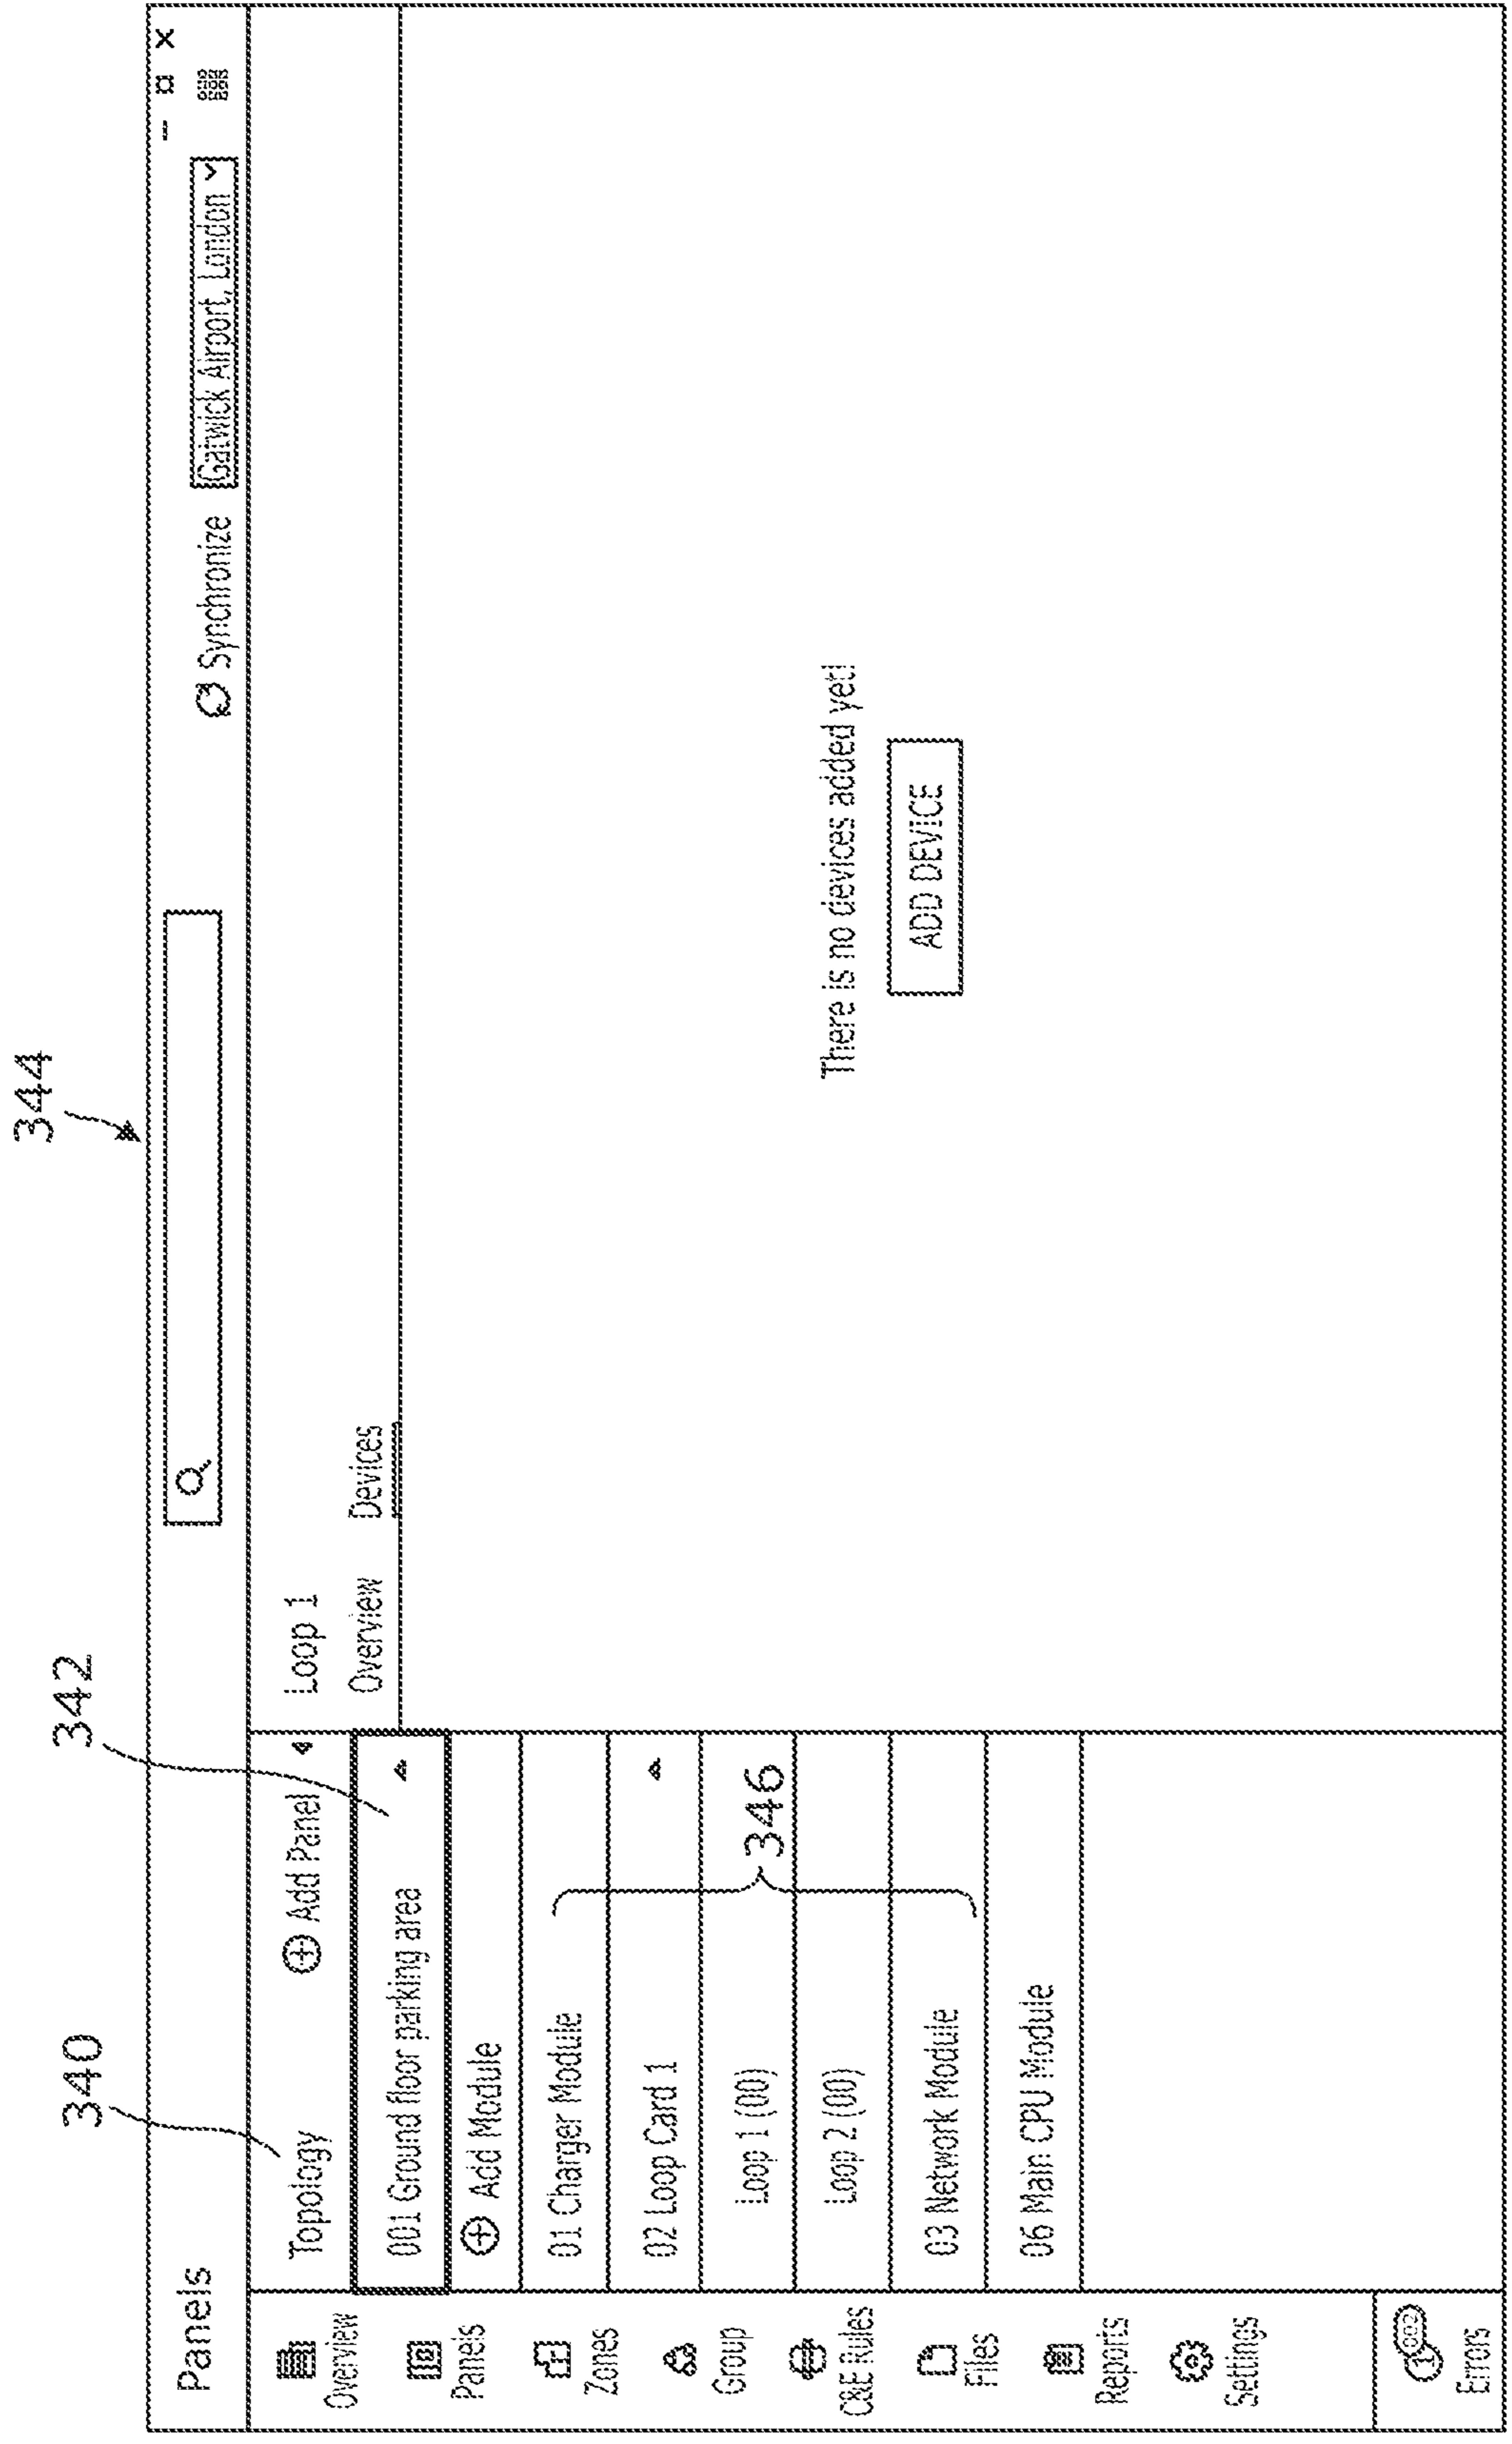 344
342
340
Panels
Synchronize
Gatwick Airport, London
Overview
Panels
Zones
Group
C&E Rules
Files
Reports
Settings
Errors
Topology
Add Panel
001 Ground floor parking area
Add Module
01 Charger Module
02 Loop Card 1
Loop 1 (00)
Loop 2 (00)
03 Network Module
06 Main CPU Module
346
Loop 1
Overview Devices
There is no devices added yet!
ADD DEVICE